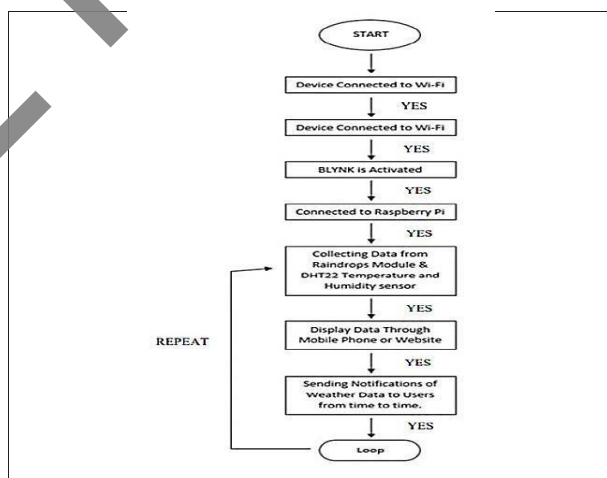 START
Device Connected to Wi-Fi
YES
Device Connected to Wi-Fi
YES
BLYNK is Activated
YES
Connected to Raspberry Pi
YES
Collecting Data from
Raindrops Module &
DHT22 Temperature and
Humidity sensor
YES
REPEAT
Display Data Through
Mobile Phone or Website
YES
Sending Notifications of
Weather Data to Users
from time to time.
YES
Loop